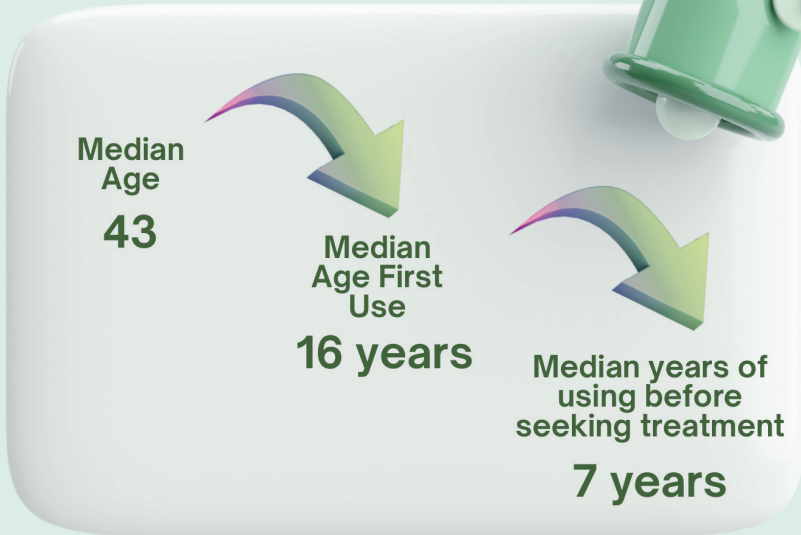 Median
Age
43
Median
Age First
Use
16 years
Median years of
using before
seeking treatment
7 years